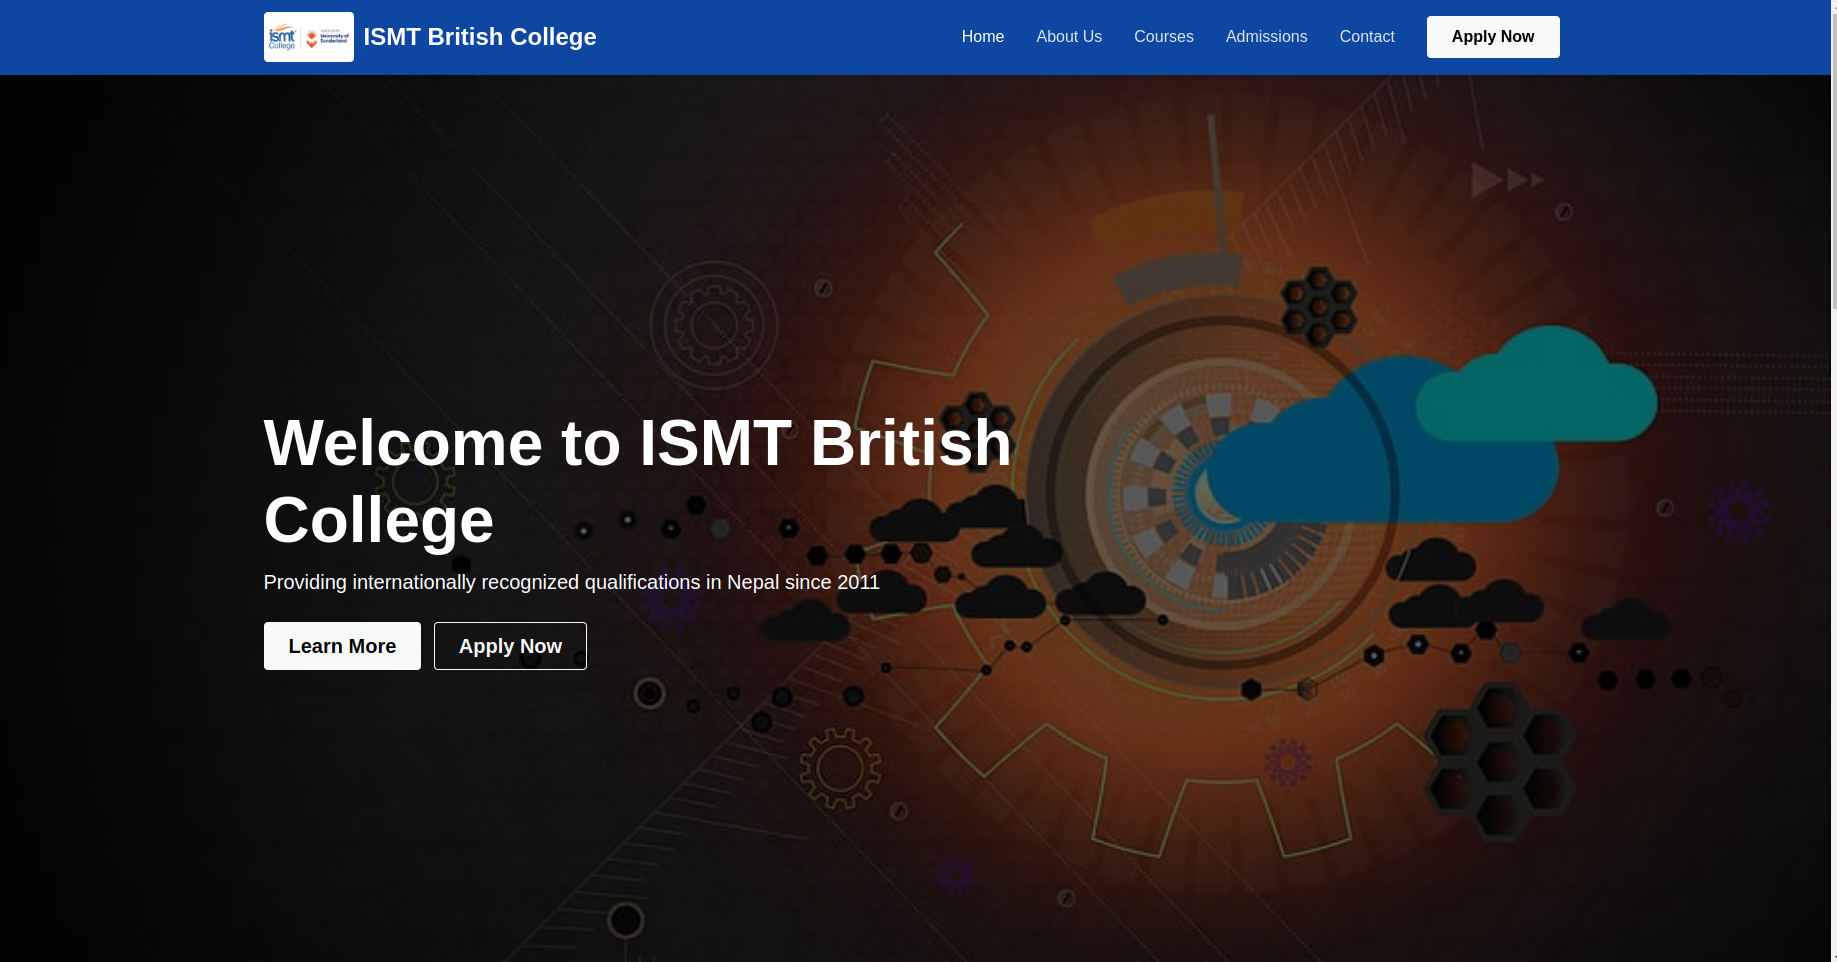 ismt
College
University of
Sunderland
ISMT British College
Home
About Us
Courses
Admissions
Contact
Apply Now
Welcome to ISMT British
College
Providing internationally recognized qualifications in Nepal since 2011
Learn More
Apply Now